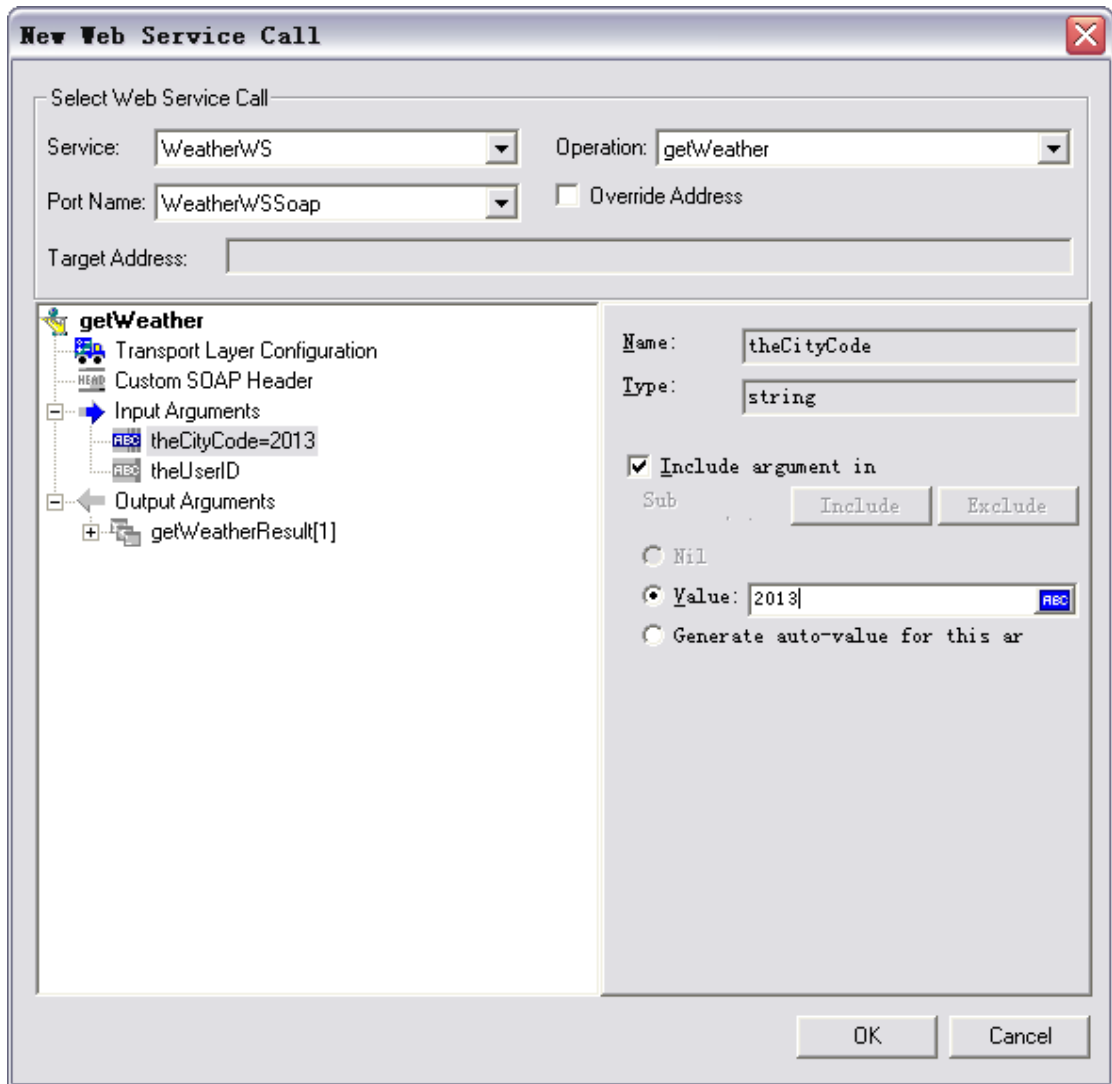 New Web Service Call
Select Web Service Call
Service: WeatherWS Operation: getWeather
Port Name: WeatherWSSoap Override Address
Target Address:
getWeather
Transport Layer Configuration
HEAD Custom SOAP Header
Input Arguments
ABC theCityCode=2013
ABC theUserID
Output Arguments
getWeatherResult[1]
Name: theCityCode
Type: string
Include argument in
Sub Include Exclude
Nil
Value: 2013 ABC
Generate auto-value for this ar
OK Cancel